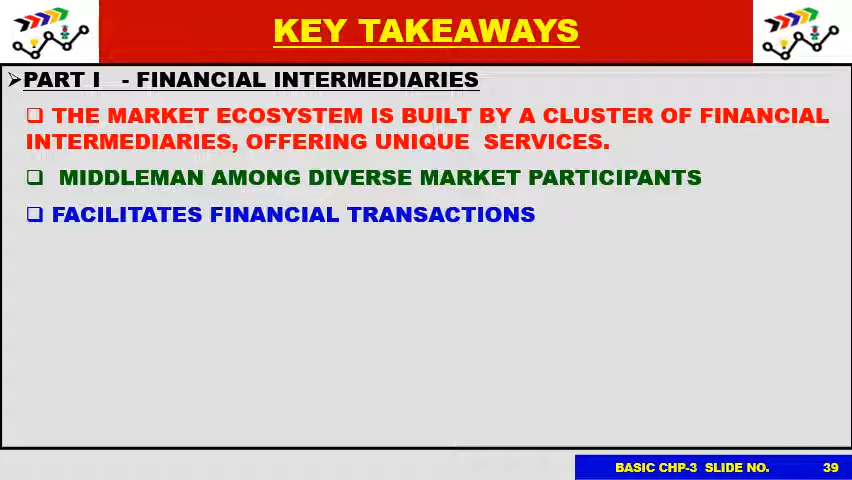 KEY TAKEAWAYS
PART I - FINANCIAL INTERMEDIARIES
THE MARKET ECOSYSTEM IS BUILT BY A CLUSTER OF FINANCIAL
INTERMEDIARIES, OFFERING UNIQUE SERVICES.
MIDDLEMAN AMONG DIVERSE MARKET PARTICIPANTS
FACILITATES FINANCIAL TRANSACTIONS
BASIC CHP-3 SLIDE NO. 39